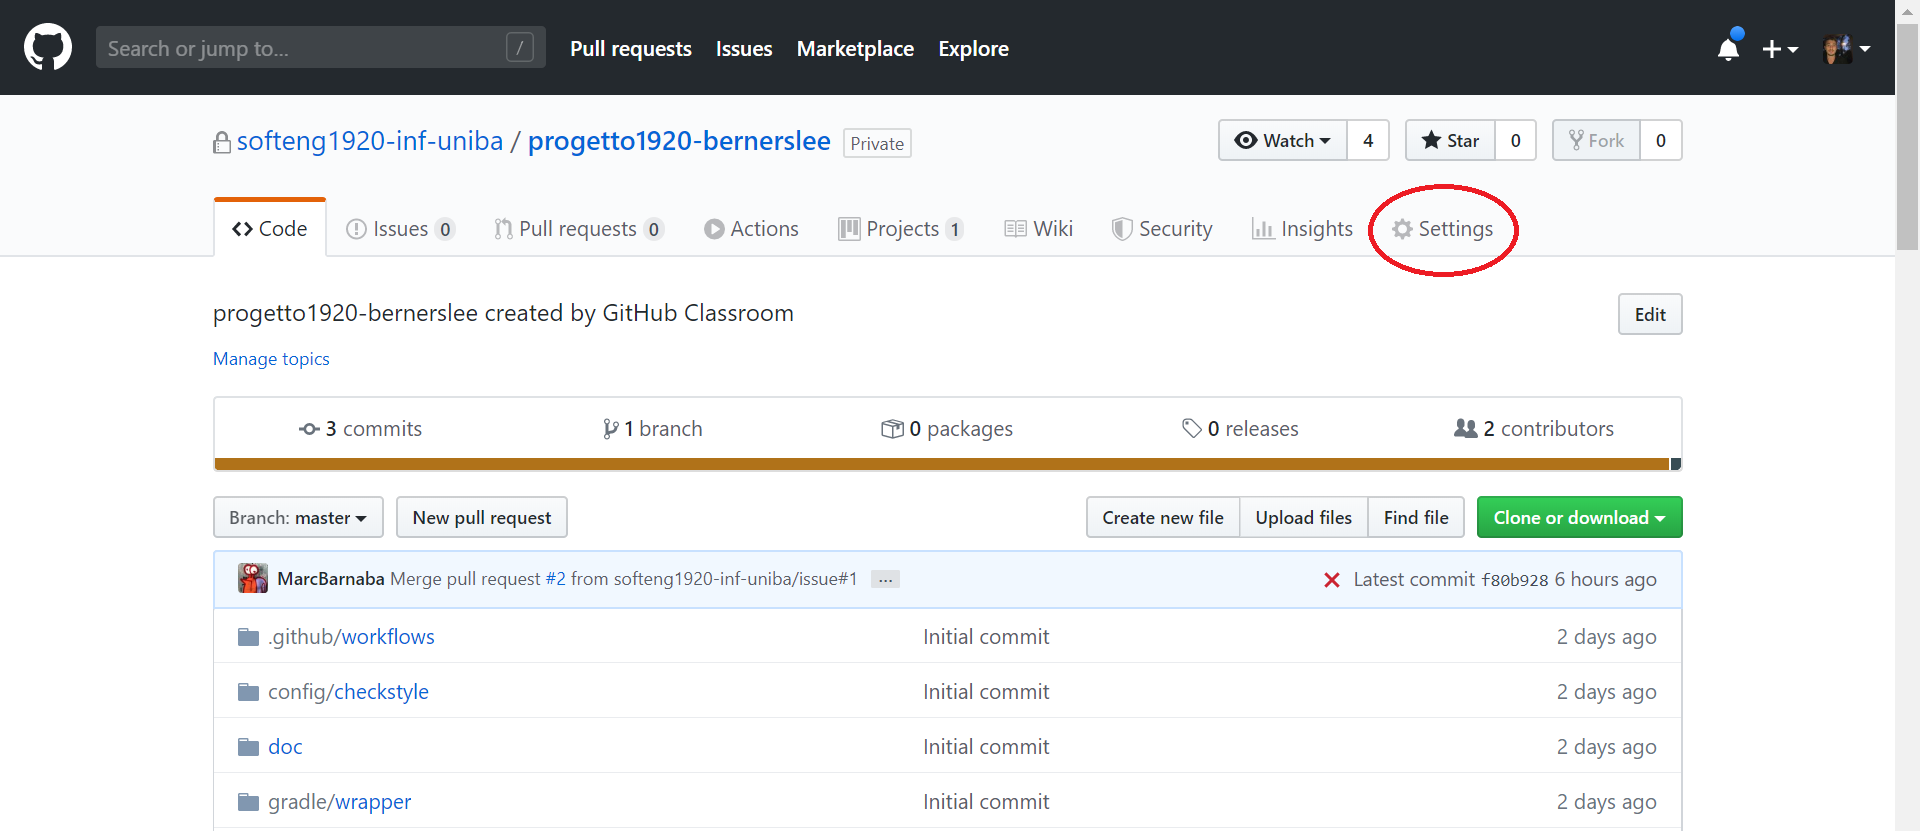 Search or jump to... / Pull requests Issues Marketplace Explore
softeng1920-inf-uniba / progetto1920-bernerslee Private Watch 4 Star 0 Fork 0
Code Issues 0 Pull requests 0 Actions Projects 1 Wiki Security Insights Settings
progetto1920-bernerslee created by GitHub Classroom Edit
Manage topics
3 commits 1 branch 0 packages 0 releases 2 contributors
Branch: master New pull request Create new file Upload files Find file Clone or download
MarcBarnaba Merge pull request #2 from softeng1920-inf-uniba/issue#1 ... Latest commit f80b928 6 hours ago
.github/workflows Initial commit 2 days ago
config/checkstyle Initial commit 2 days ago
doc Initial commit 2 days ago
gradle/wrapper Initial commit 2 days ago